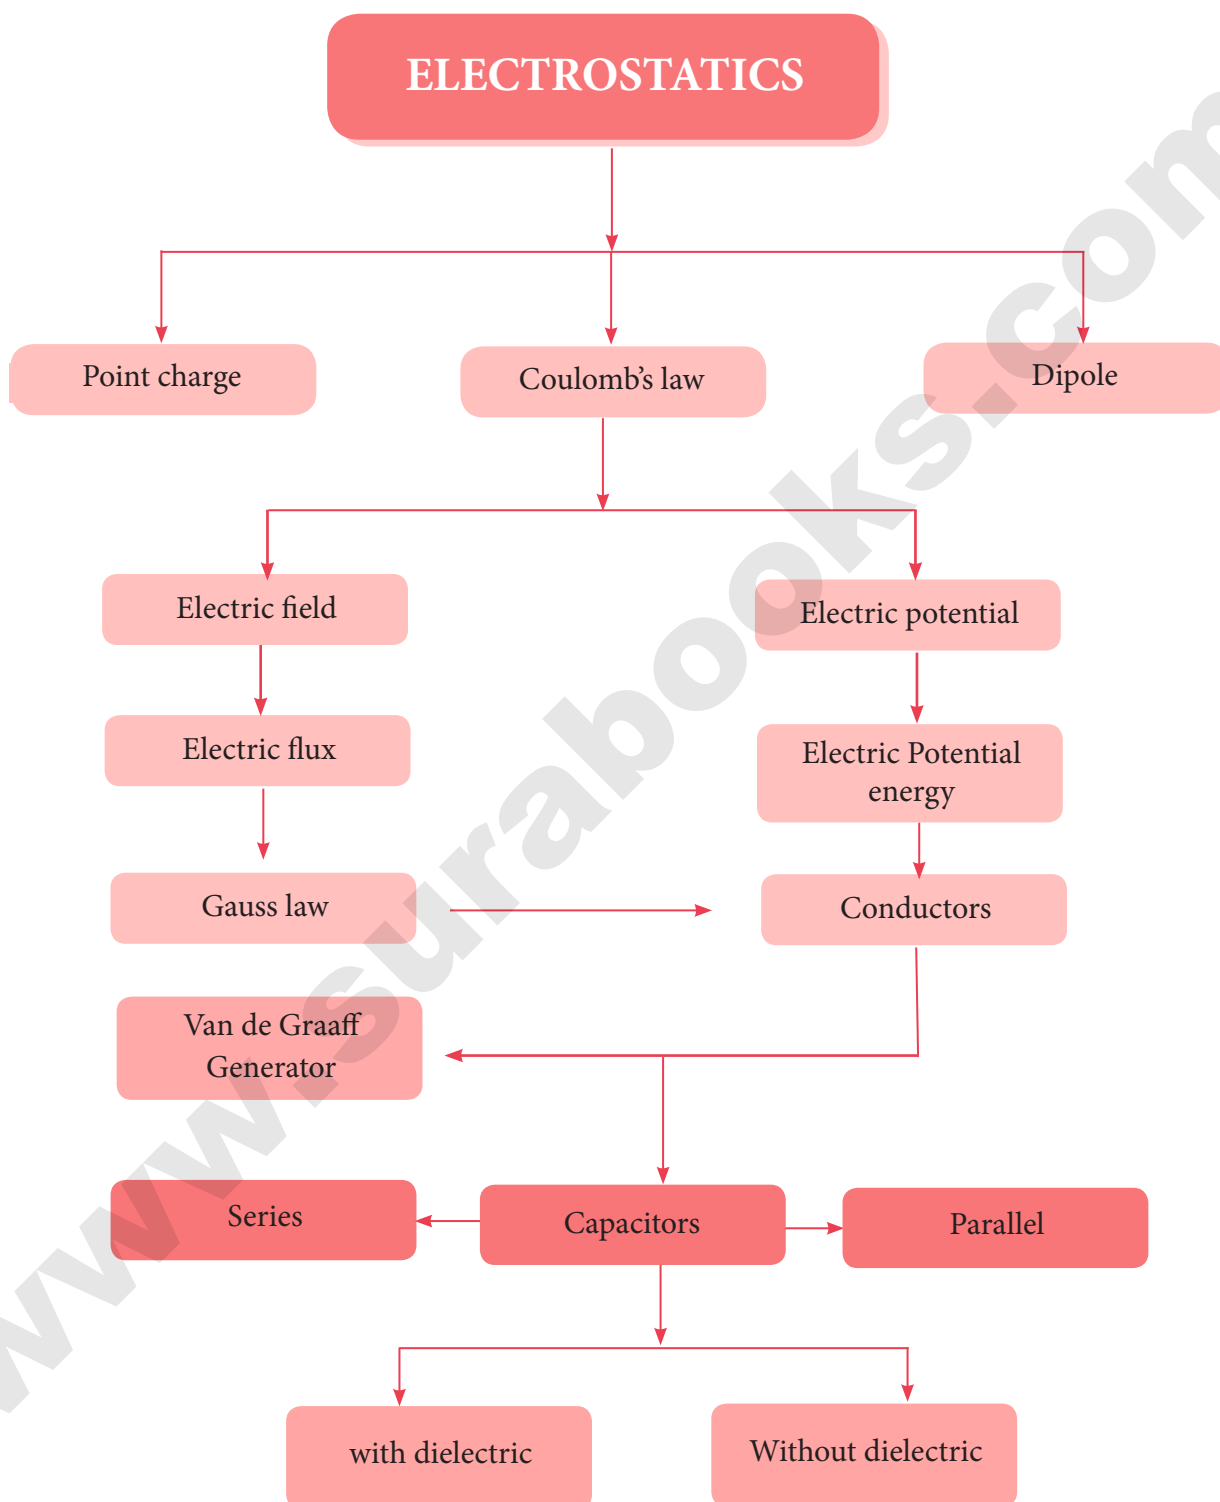 ELECTROSTATICS
Point charge
Coulomb's law
Dipole
Electric field
Electric potential
Electric flux
Electric Potential
energy
Gauss law
Conductors
Van de Graaff
Generator
Series
Capacitors
Parallel
with dielectric
Without dielectric
www.surabooks.com